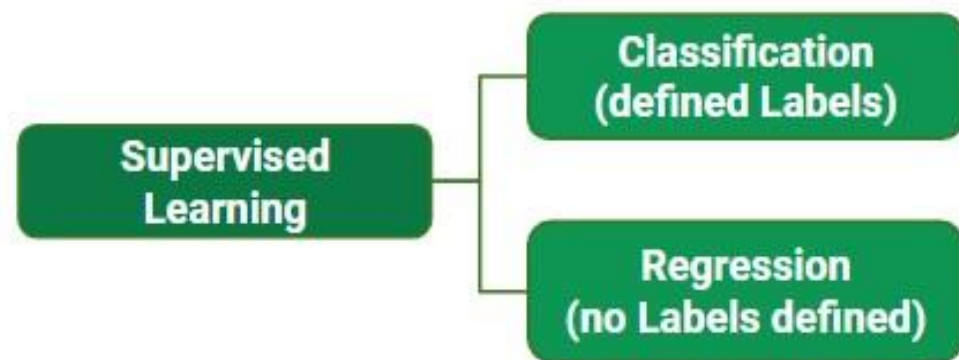 Supervised
Learning
Classification
(defined Labels)
Regression
(no Labels defined)